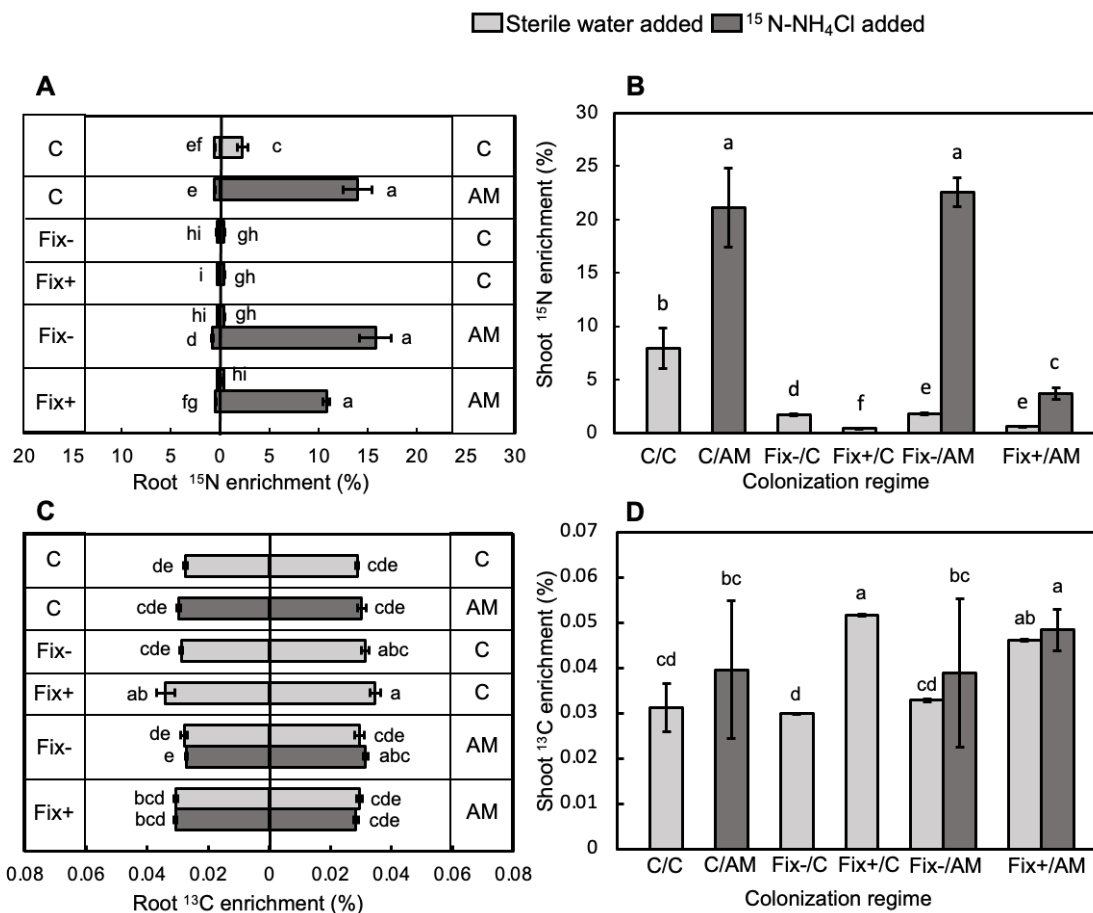 Sterile water added ¹⁵ N-NH₄Cl added
A
C ef c C
C e a AM
Fix- hi gh C
Fix+ i gh C
hi gh
Fix- d a AM
hi
Fix+ fg a AM
20 15 10 5 0 5 10 15 20 25 30
Root ¹⁵N enrichment (%)
B
Shoot ¹⁵N enrichment (%)
30
25
20
15
10
5
0
b a d f e a e c
C/C C/AM Fix-/C Fix+/C Fix-/AM Fix+/AM
Colonization regime
C
C de cde C
C cde cde AM
Fix- cde abc C
Fix+ ab a C
de cde
Fix- e abc AM
bcd cde
Fix+ bcd cde AM
0.08 0.06 0.04 0.02 0 0.02 0.04 0.06 0.08
Root ¹³C enrichment (%)
D
Shoot ¹³C enrichment (%)
0.07
0.06
0.05
0.04
0.03
0.02
0.01
0
cd bc d a cd bc ab a
C/C C/AM Fix-/C Fix+/C Fix-/AM Fix+/AM
Colonization regime